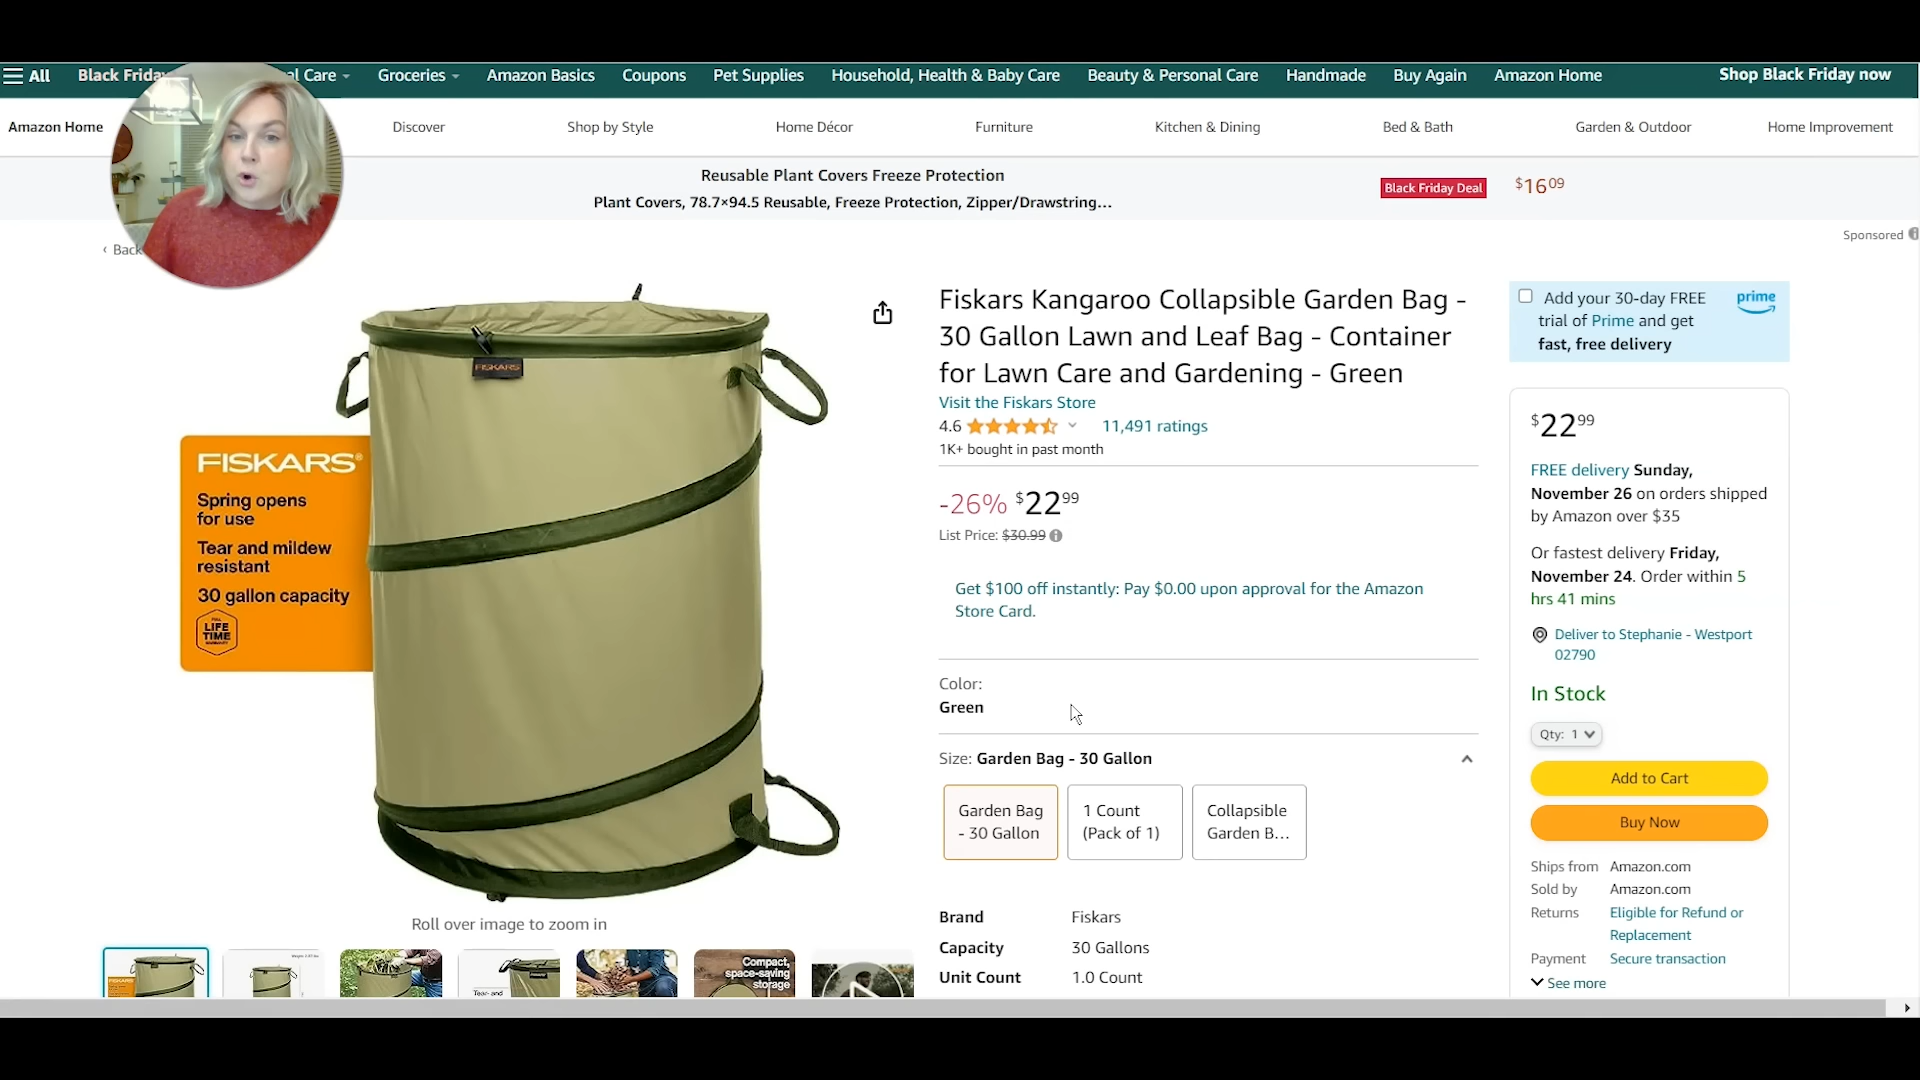 All
Black Friday
al Care
Groceries
Amazon Basics
Coupons
Pet Supplies
Household, Health & Baby Care
Beauty & Personal Care
Handmade
Buy Again
Amazon Home
Shop Black Friday now
Amazon Home
Discover
Shop by Style
Home Décor
Furniture
Kitchen & Dining
Bed & Bath
Garden & Outdoor
Home Improvement
Reusable Plant Covers Freeze Protection
Plant Covers, 78.7×94.5 Reusable, Freeze Protection, Zipper/Drawstring...
Black Friday Deal
$16 09
Sponsored
‹ Back
FISKARS
FISKARS®
Spring opens
for use
Tear and mildew
resistant
30 gallon capacity
LIFE
TIME
Roll over image to zoom in
Compact,
space-saving
storage
Tear- and
Fiskars Kangaroo Collapsible Garden Bag -
30 Gallon Lawn and Leaf Bag - Container
for Lawn Care and Gardening - Green
Visit the Fiskars Store
4.6
11,491 ratings
1K+ bought in past month
-26% $22 99
List Price: $30.99
Get $100 off instantly: Pay $0.00 upon approval for the Amazon
Store Card.
Color:
Green
Size: Garden Bag - 30 Gallon
Garden Bag
- 30 Gallon
1 Count
(Pack of 1)
Collapsible
Garden B...
Brand Fiskars
Capacity 30 Gallons
Unit Count 1.0 Count
Add your 30-day FREE
trial of Prime and get
fast, free delivery
prime
$22 99
FREE delivery Sunday,
November 26 on orders shipped
by Amazon over $35
Or fastest delivery Friday,
November 24. Order within 5
hrs 41 mins
Deliver to Stephanie - Westport
02790
In Stock
Qty: 1
Add to Cart
Buy Now
Ships from Amazon.com
Sold by Amazon.com
Returns Eligible for Refund or
Replacement
Payment Secure transaction
See more